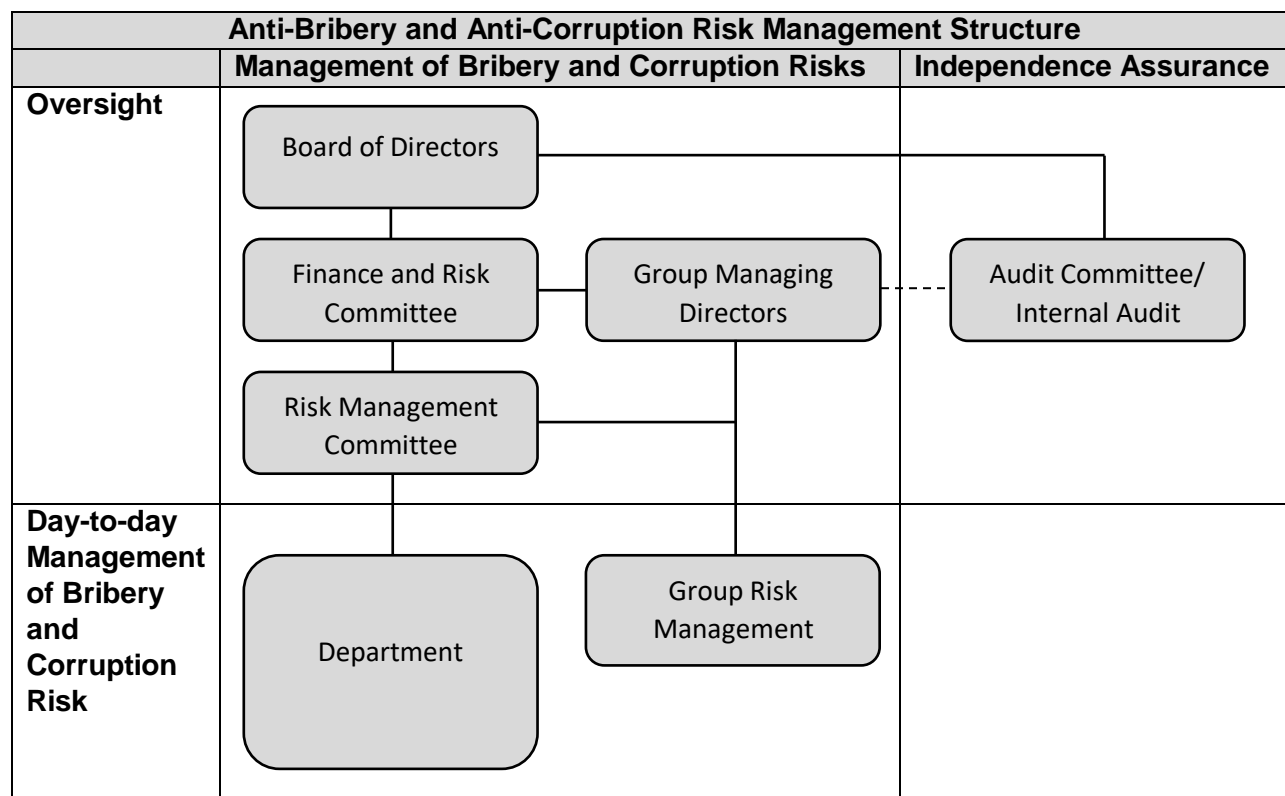 Anti-Bribery and Anti-Corruption Risk Management Structure
Management of Bribery and Corruption Risks
Independence Assurance
Oversight
Board of Directors
Finance and Risk
Committee
Group Managing
Directors
Audit Committee/
Internal Audit
Risk Management
Committee
Day-to-day
Management
of Bribery
and
Corruption
Risk
Department
Group Risk
Management